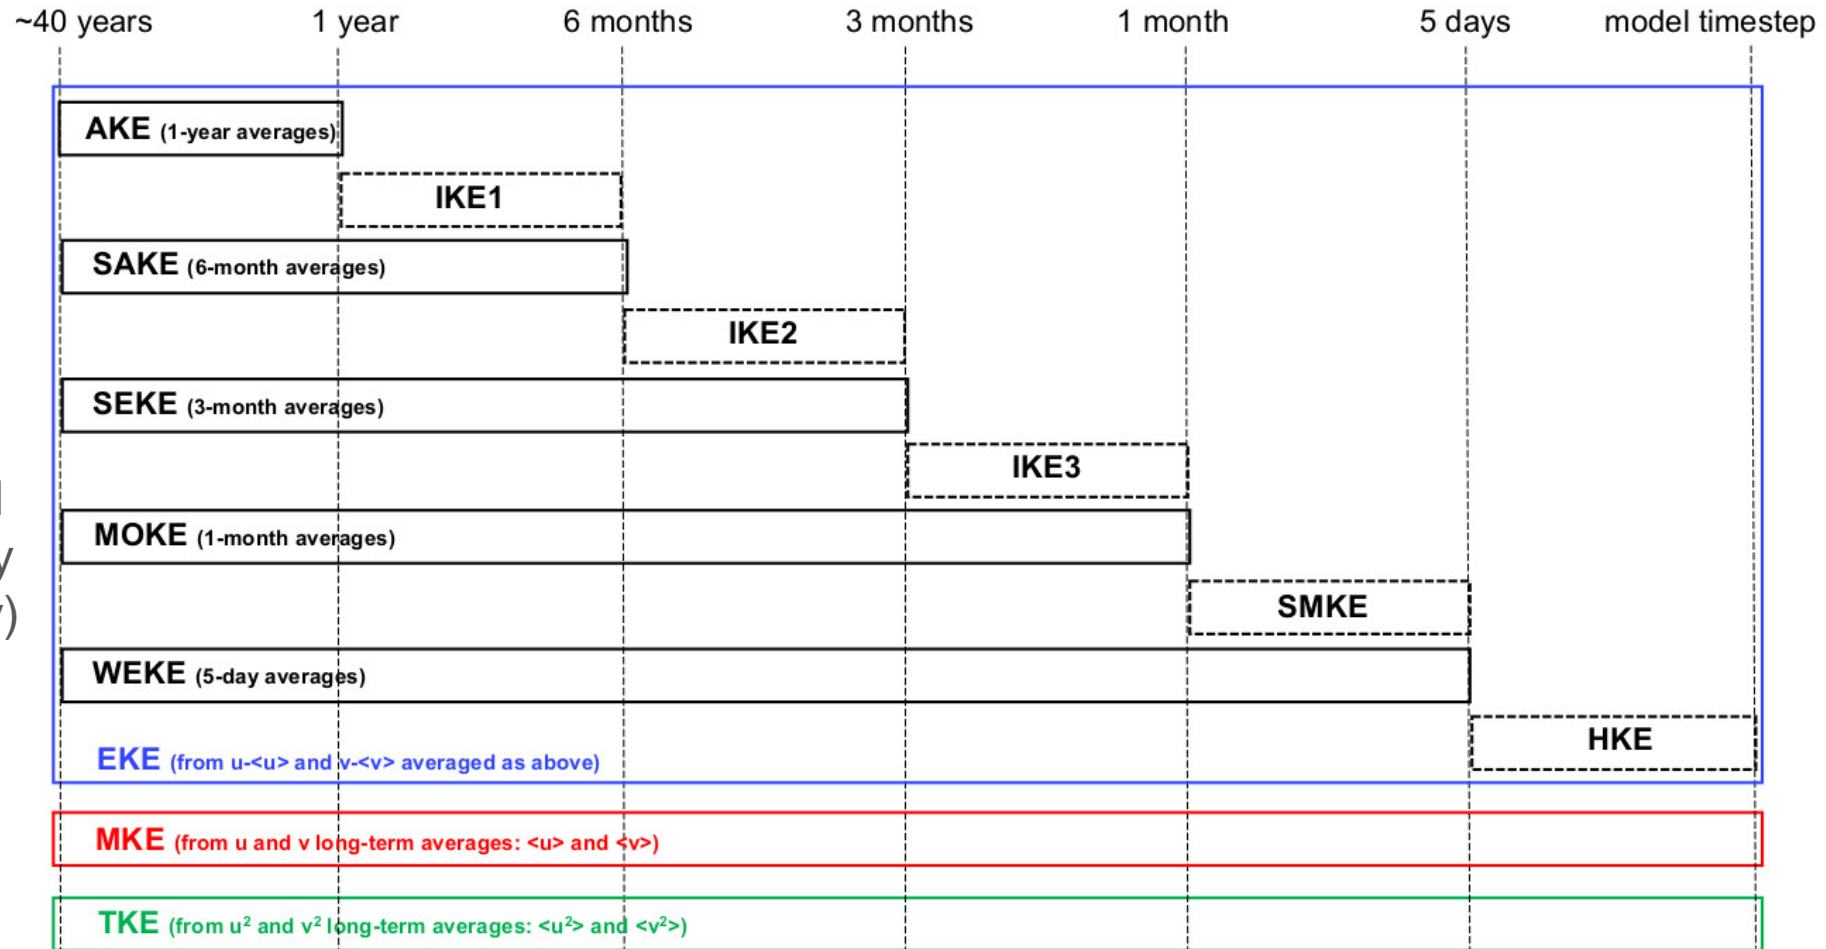 ~40 years 1 year 6 months 3 months 1 month 5 days model timestep
AKE (1-year averages)
IKE1
SAKE (6-month averages)
IKE2
SEKE (3-month averages)
IKE3
MOKE (1-month averages)
y
)
SMKE
WEKE (5-day averages)
HKE
EKE (from u-<u> and v-<v> averaged as above)
MKE (from u and v long-term averages: <u> and <v>)
TKE (from u² and v² long-term averages: <u²> and <v²>)